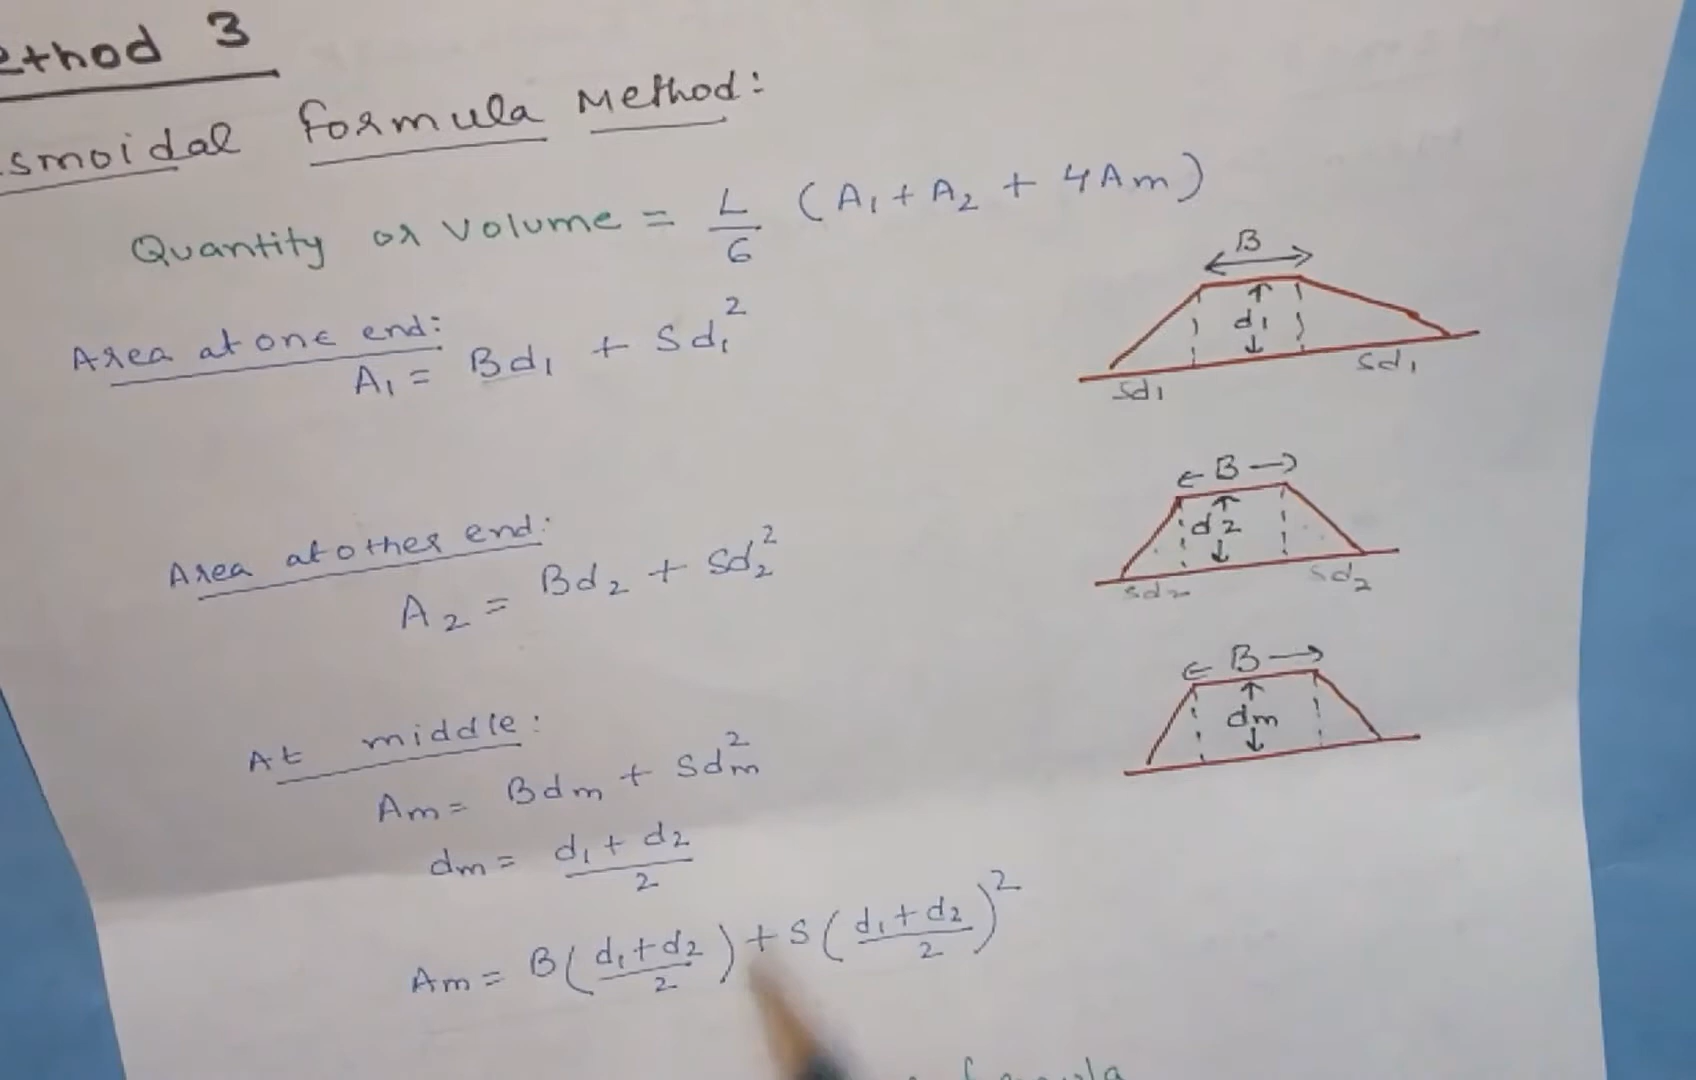 ethod 3
smoidal formula Method:
Quantity or Volume = L/6 (A₁ + A₂ + 4Am)
B
d₁
Sd₁
Sd₁
Area at one end:
A₁ = Bd₁ + Sd₁²
B
d₂
Sd₂
Sd₂
Area at other end:
A₂ = Bd₂ + Sd₂²
B
dm
At middle:
Am = Bdm + Sdm²
dm = (d₁ + d₂)/2
Am = B((d₁+d₂)/2) + S((d₁+d₂)/2)²